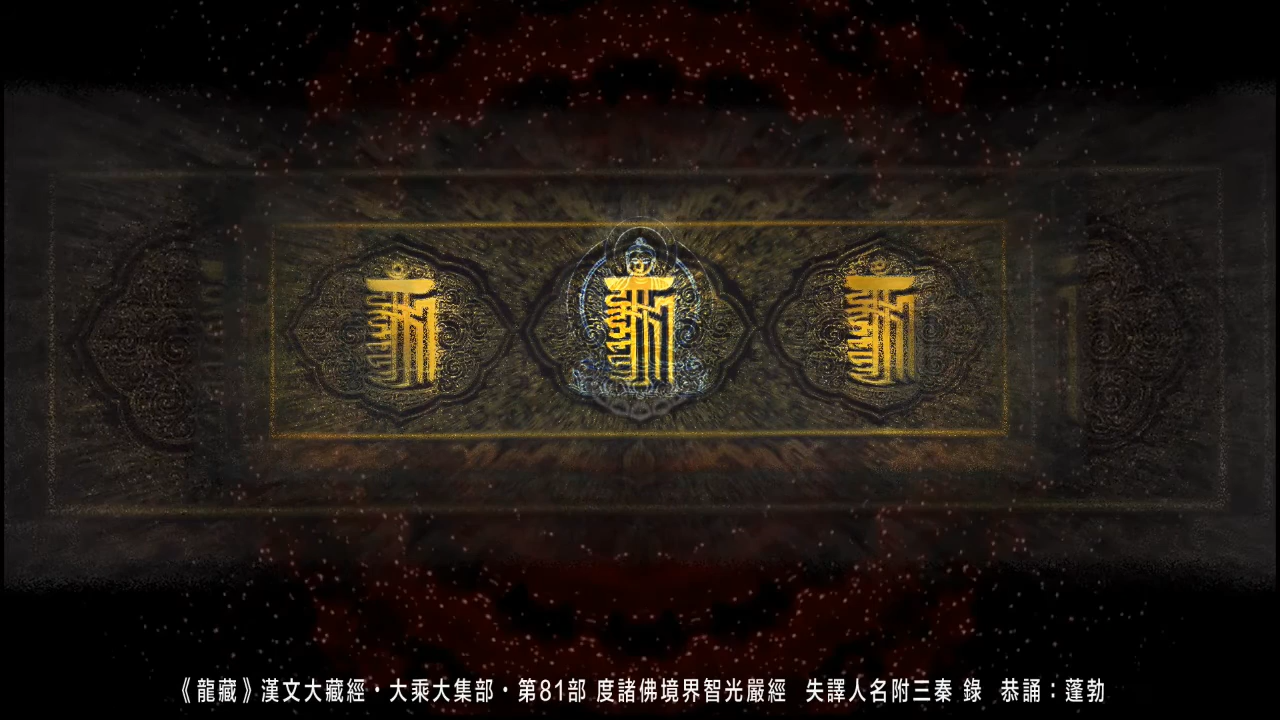 《龍藏》漢文大藏經・大乘大集部・第81部 度諸佛境界智光嚴經 失譯人名附三秦 錄 恭誦：蓬勃